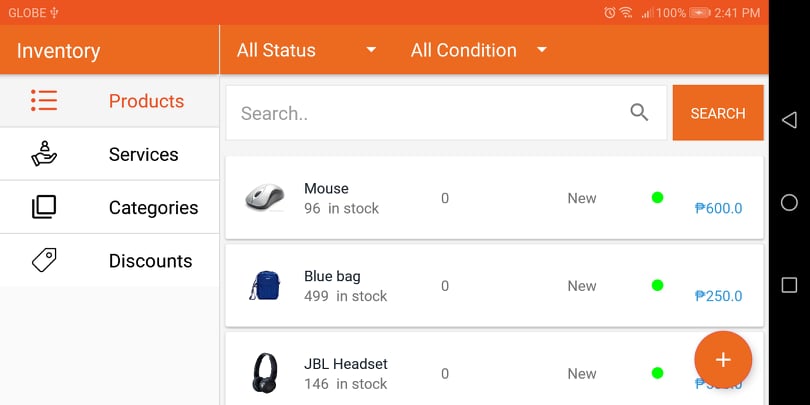 GLOBE 100% 2:41 PM
Inventory
All Status
All Condition
Products
Services
Categories
Discounts
Search..
SEARCH
Mouse
96 in stock
0
New
₱600.0
Blue bag
499 in stock
0
New
₱250.0
JBL Headset
146 in stock
0
New